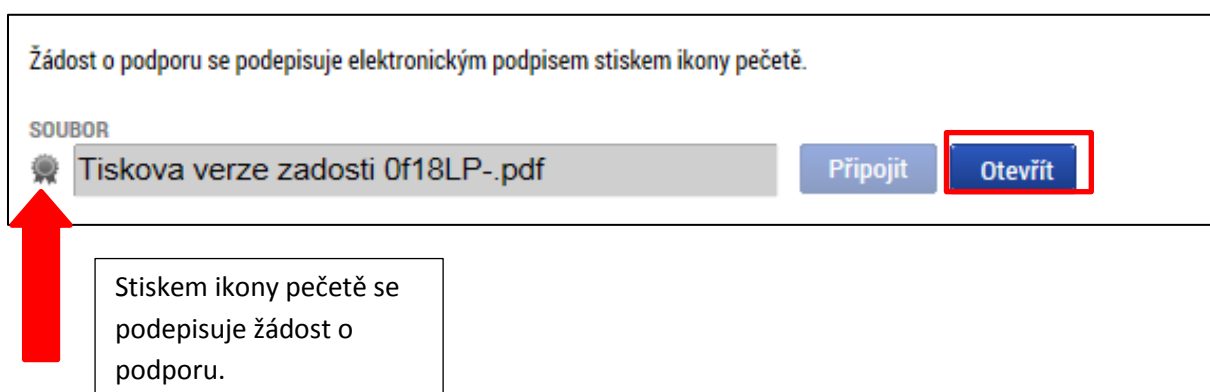 Žádost o podporu se podepisuje elektronickým podpisem stiskem ikony pečetě.
SOUBOR
Tiskova verze zadosti 0f18LP-.pdf Připojit Otevřít
Stiskem ikony pečetě se
podepisuje žádost o
podporu.